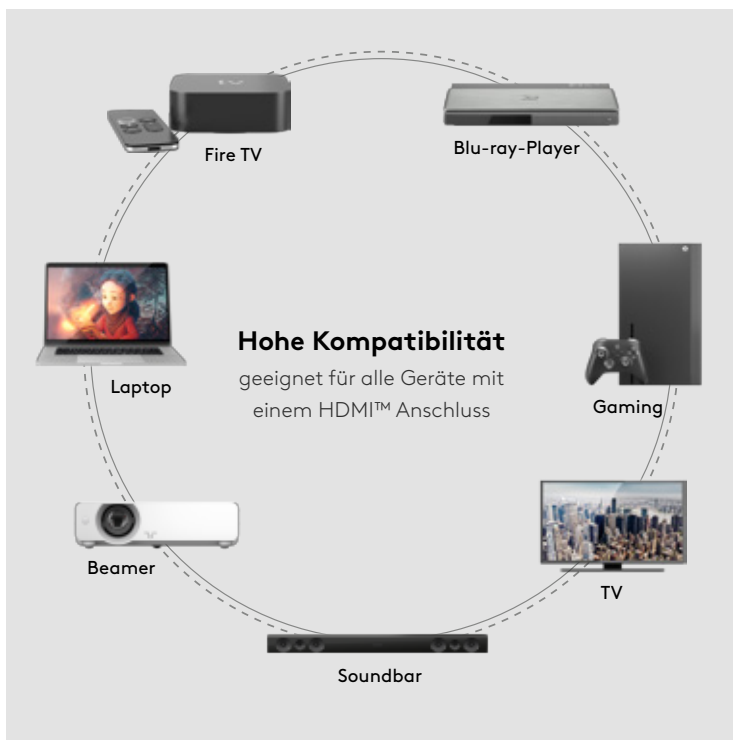 Fire TV
Blu-ray-Player
Laptop
Hohe Kompatibilität
geeignet für alle Geräte mit
einem HDMI™ Anschluss
Gaming
Beamer
TV
Soundbar